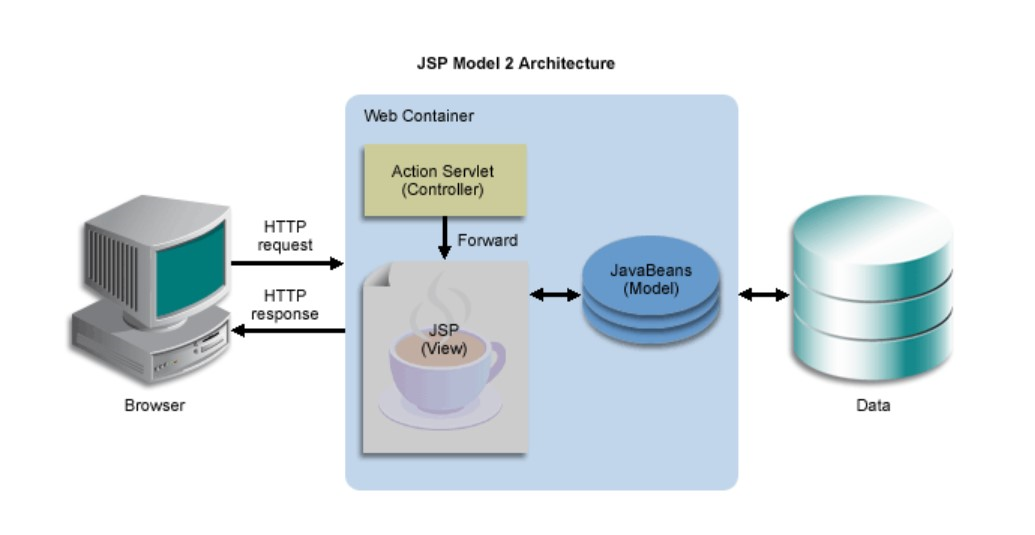 JSP Model 2 Architecture
Web Container
Action Servlet
(Controller)
HTTP
request
Forward
HTTP
response
JSP
(View)
JavaBeans
(Model)
Browser
Data